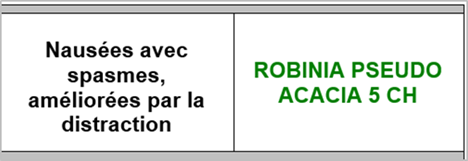 Nausées avec
spasmes,
améliorées par la
distraction
ROBINIA PSEUDO
ACACIA 5 CH